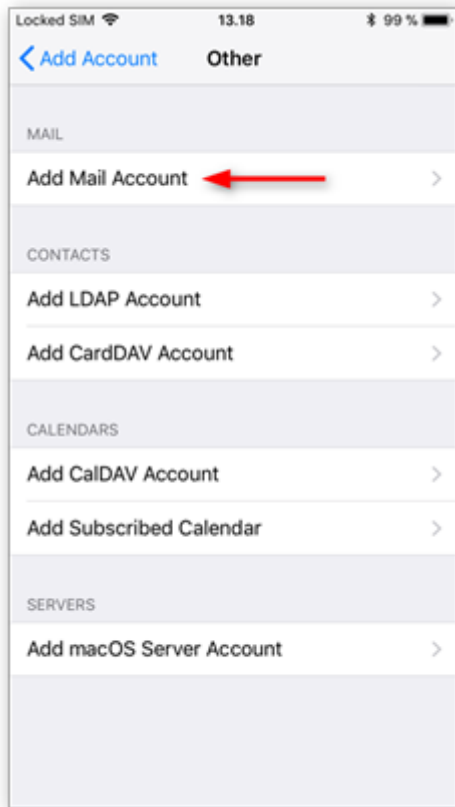 Locked SIM 13.18 99 %
Add Account Other
MAIL
Add Mail Account
CONTACTS
Add LDAP Account
Add CardDAV Account
CALENDARS
Add CalDAV Account
Add Subscribed Calendar
SERVERS
Add macOS Server Account